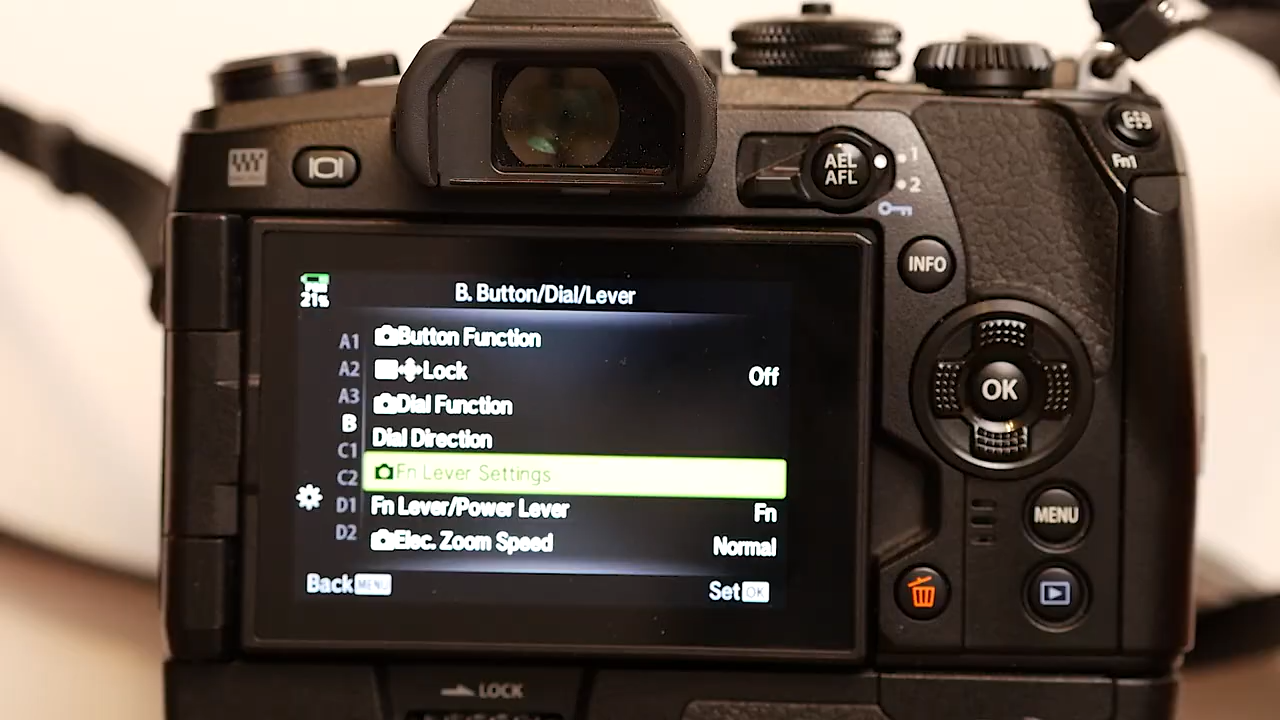 Fn1
AEL
AFL
1
2
INFO
21%
B. Button/Dial/Lever
A1
Button Function
A2
Lock
Off
A3
Dial Function
B
Dial Direction
C1
Fn Lever Settings
C2
Fn Lever/Power Lever
Fn
D1
Elec. Zoom Speed
Normal
D2
Back MENU
Set OK
OK
MENU
LOCK